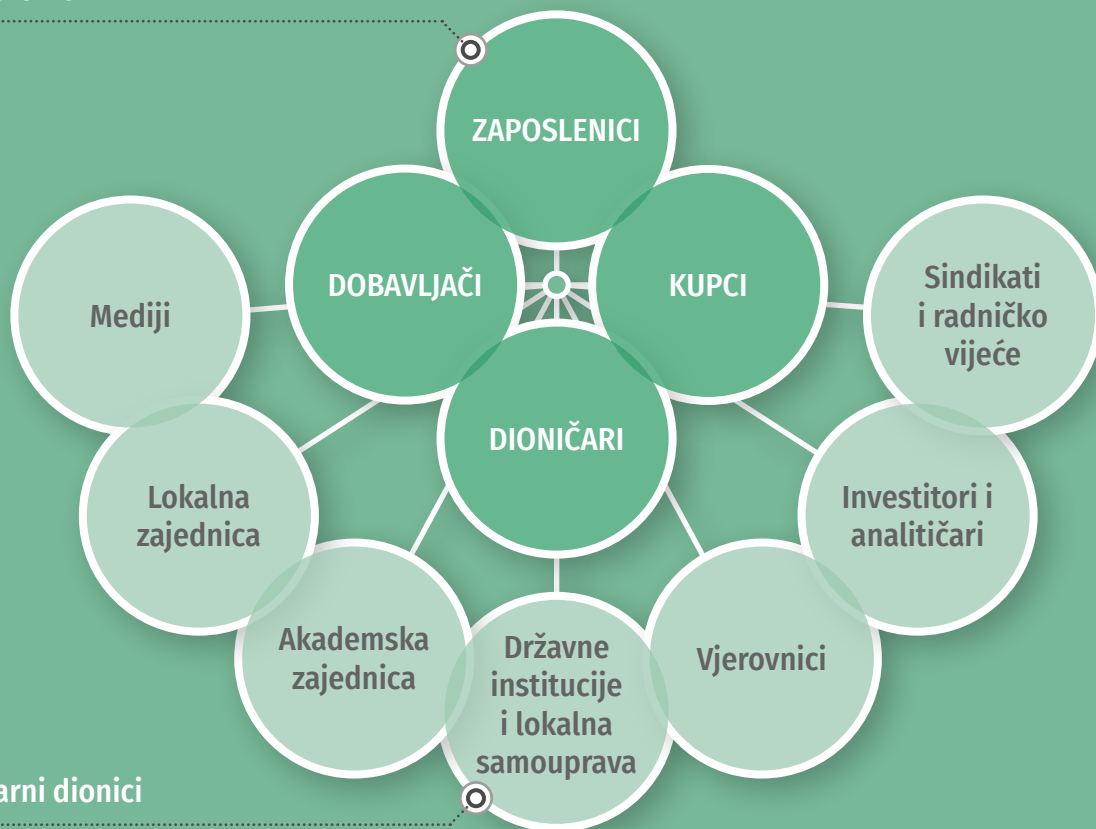 ZAPOSLENICI
DOBAVLJAČI
KUPCI
DIONIČARI
Mediji
Sindikati
i radničko
vijeće
Lokalna
zajednica
Investitori i
analitičari
Akademska
zajednica
Državne
institucije
i lokalna
samouprava
Vjerovnici
dionici